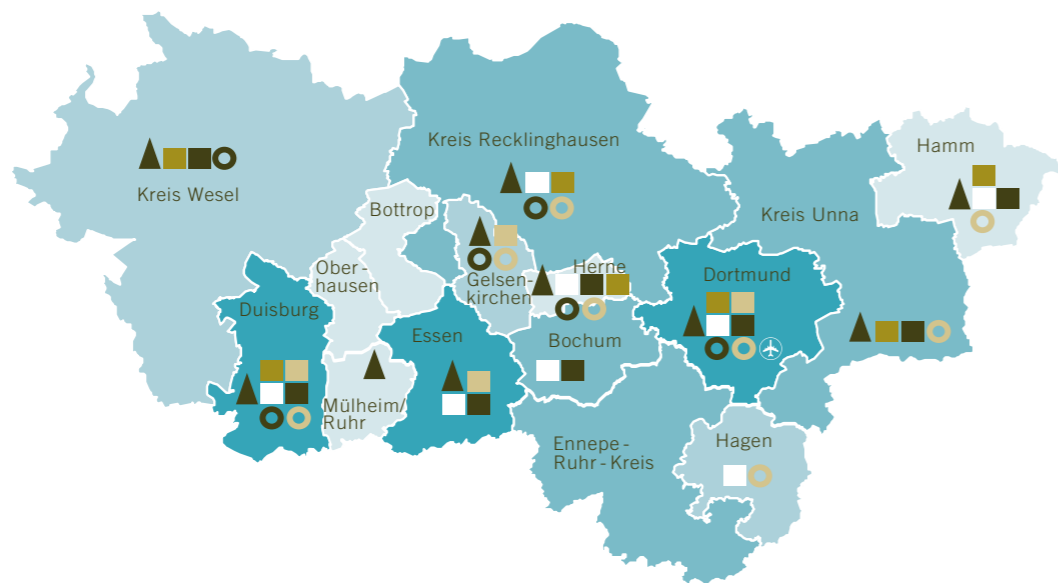 Kreis Recklinghausen
Hamm
Kreis Wesel
Bottrop
Kreis Unna
Ober-
hausen
Gelsen-
kirchen
Herne
Dortmund
Duisburg
Essen
Bochum
Mülheim/
Ruhr
Ennepe-
Ruhr-Kreis
Hagen